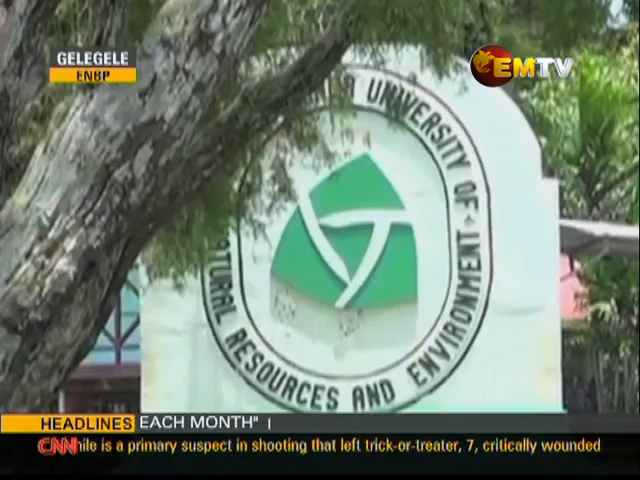 GELEGELE
ENBP
EMTV
UNIVERSITY OF
RESOURCES AND ENVIRONMENT
HEADLINES EACH MONTH"
CNN hile is a primary suspect in shooting that left trick-or-treater, 7, critically wounded